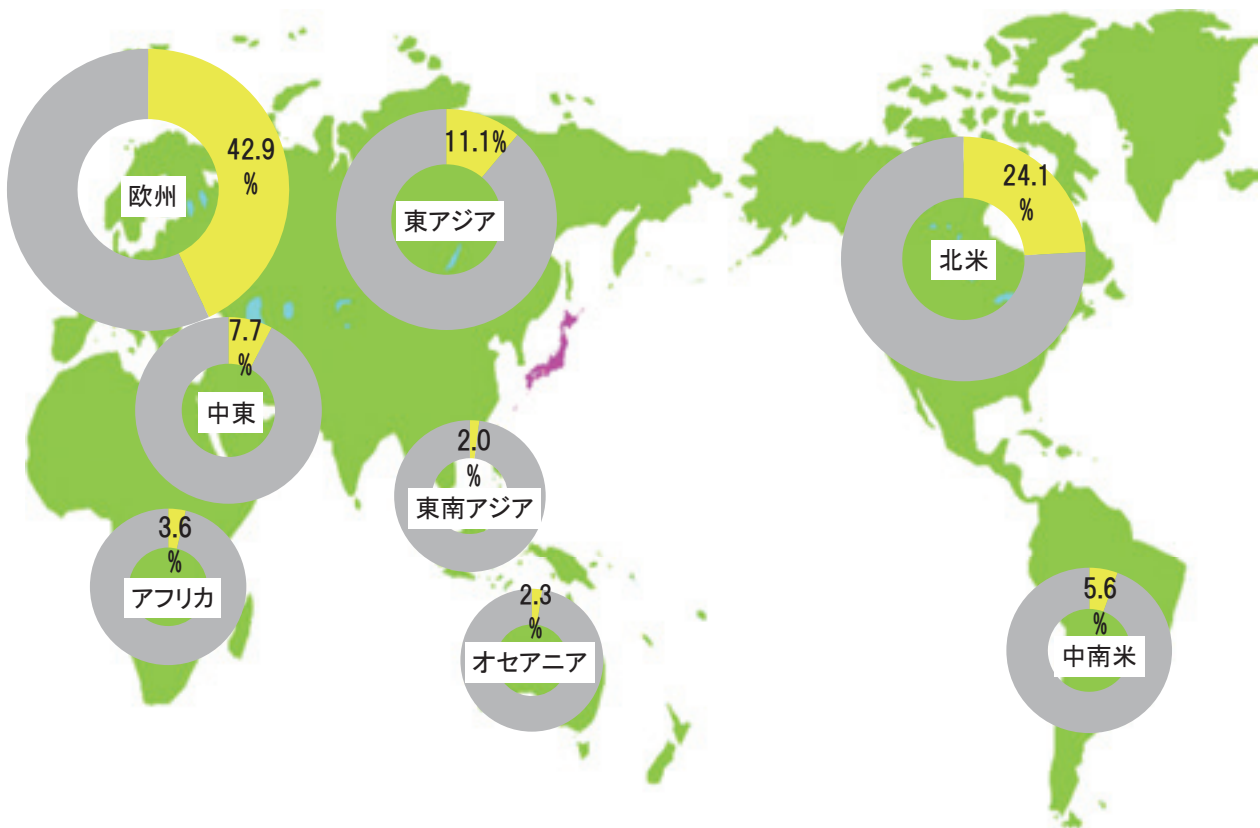 42.9
%
欧州
11.1%
東アジア
24.1
%
北米
7.7
%
中東
2.0
%
東南アジア
3.6
%
アフリカ
2.3
%
オセアニア
5.6
%
中南米